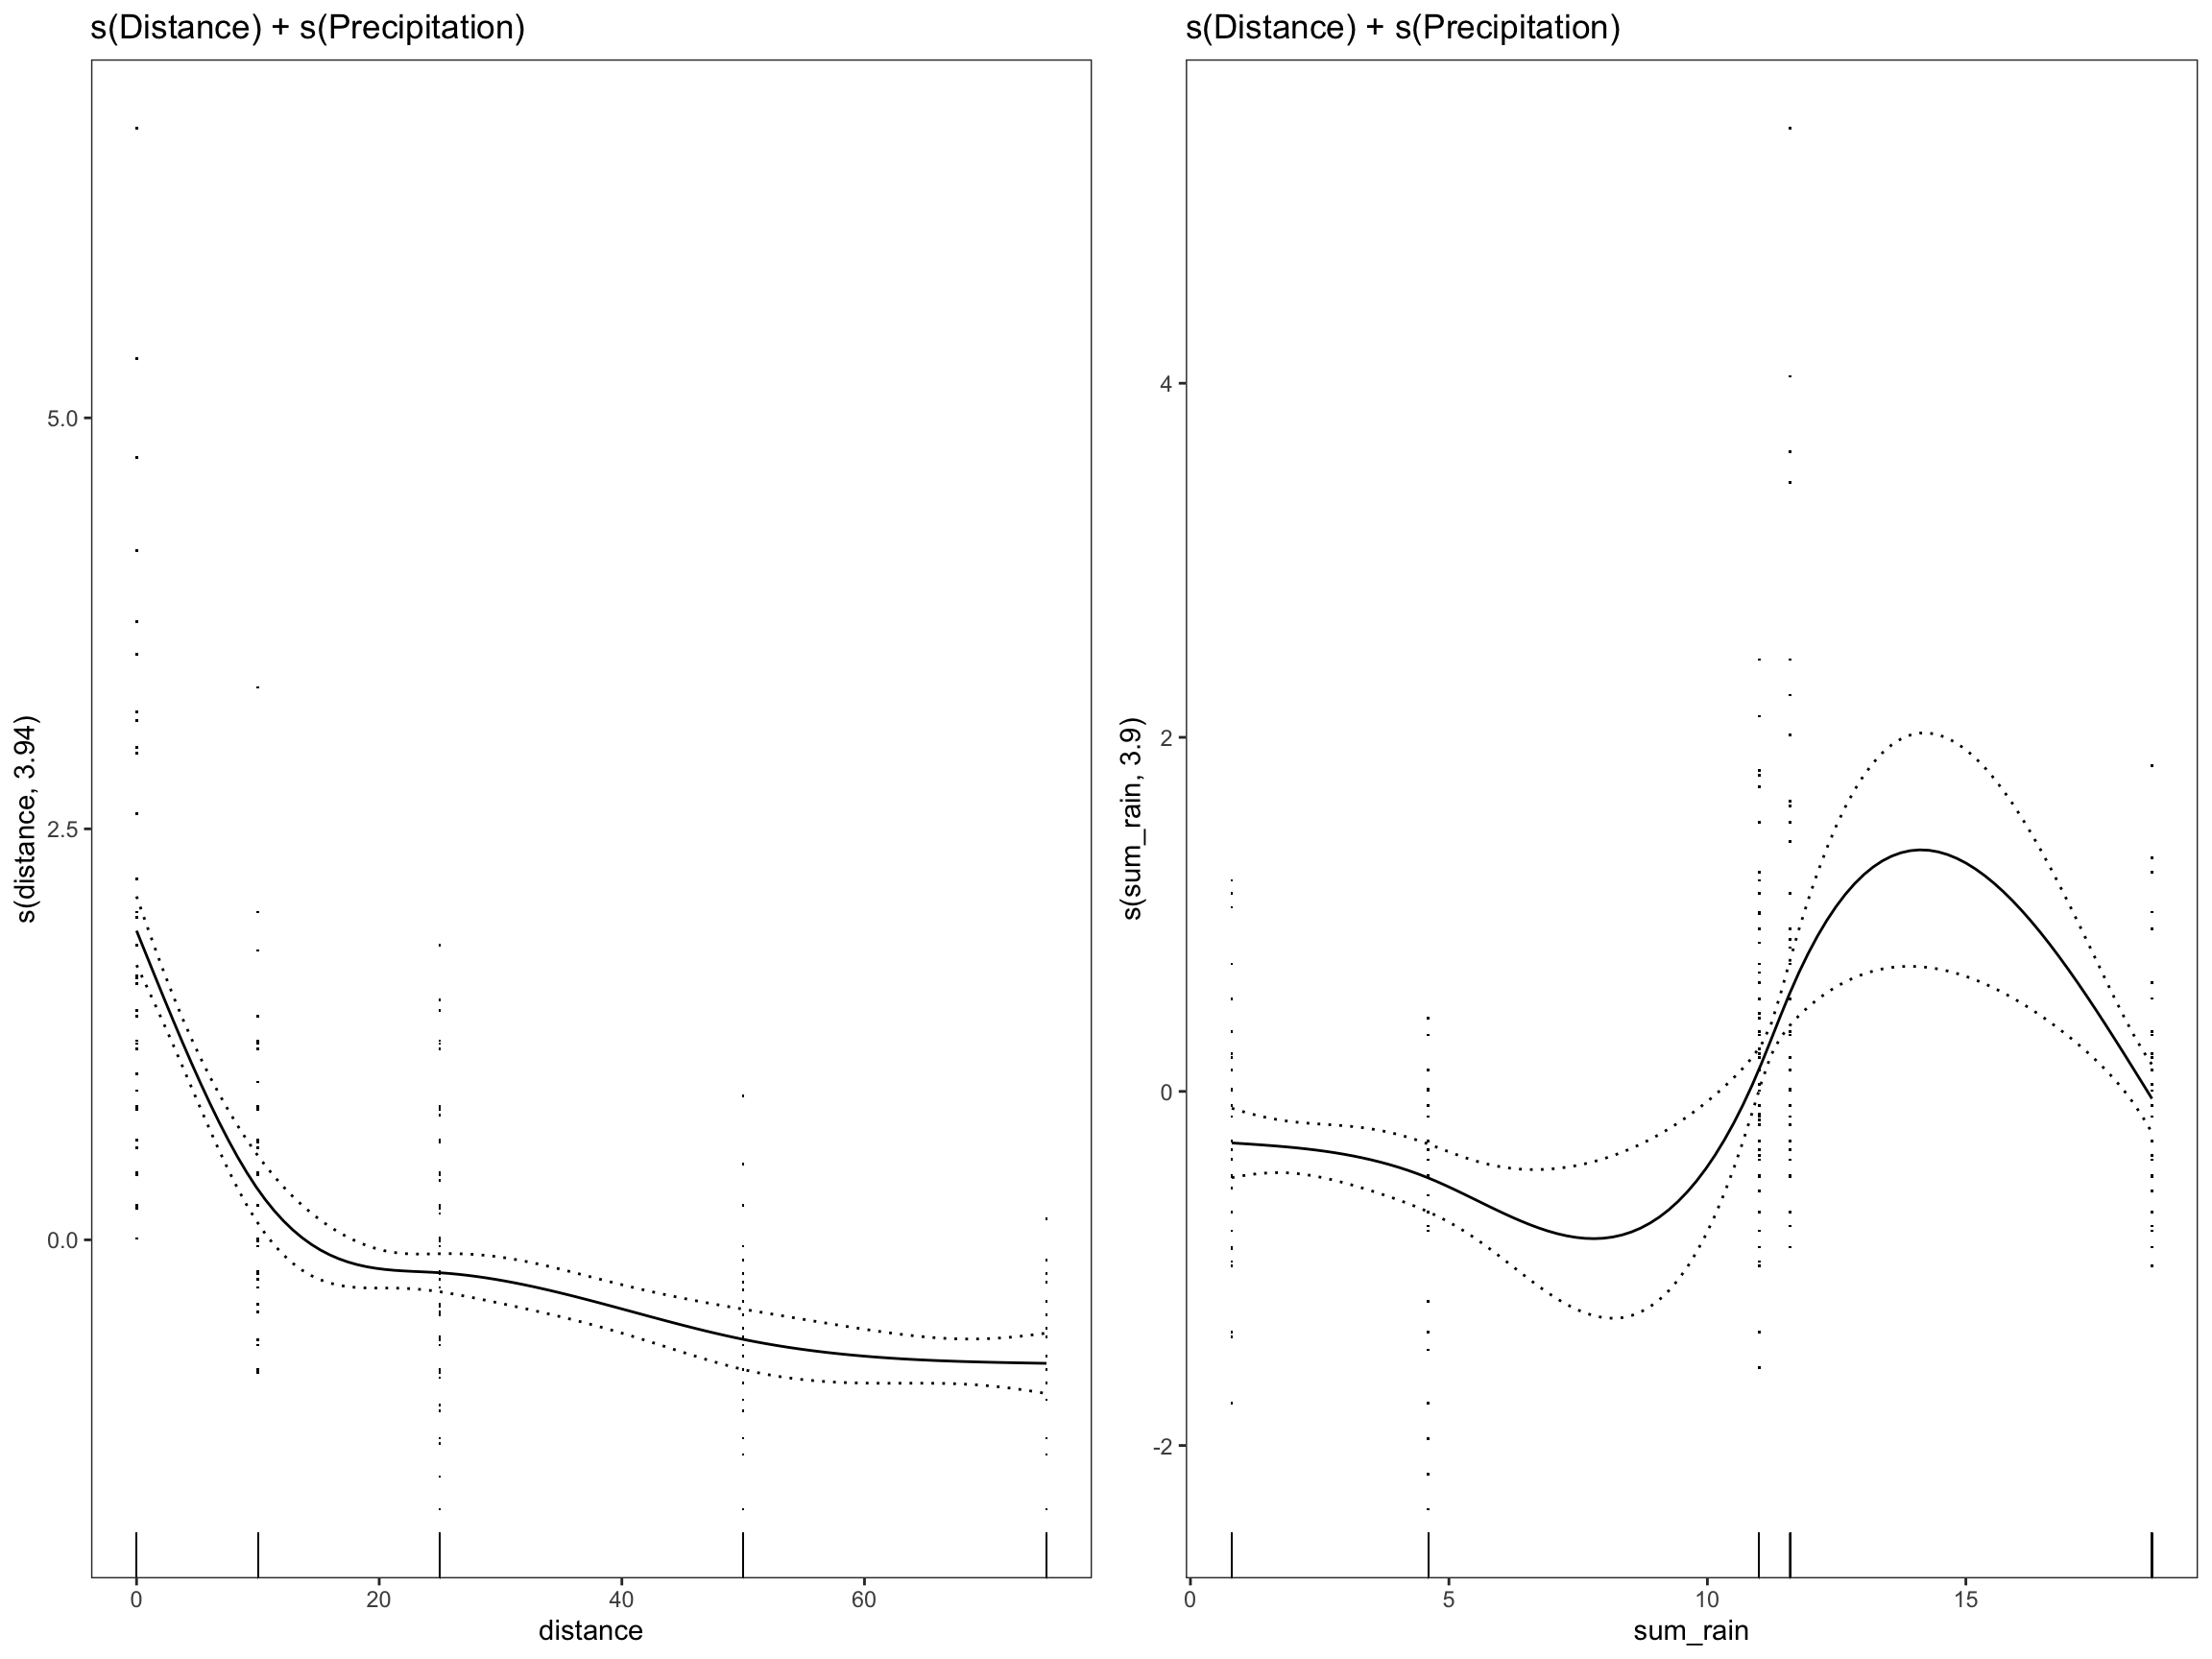 s(Distance) + s(Precipitation)
s(distance, 3.94)
5.0
2.5
0.0
0 20 40 60
distance
s(Distance) + s(Precipitation)
s(sum_rain, 3.9)
4
2
0
-2
0 5 10 15
sum_rain